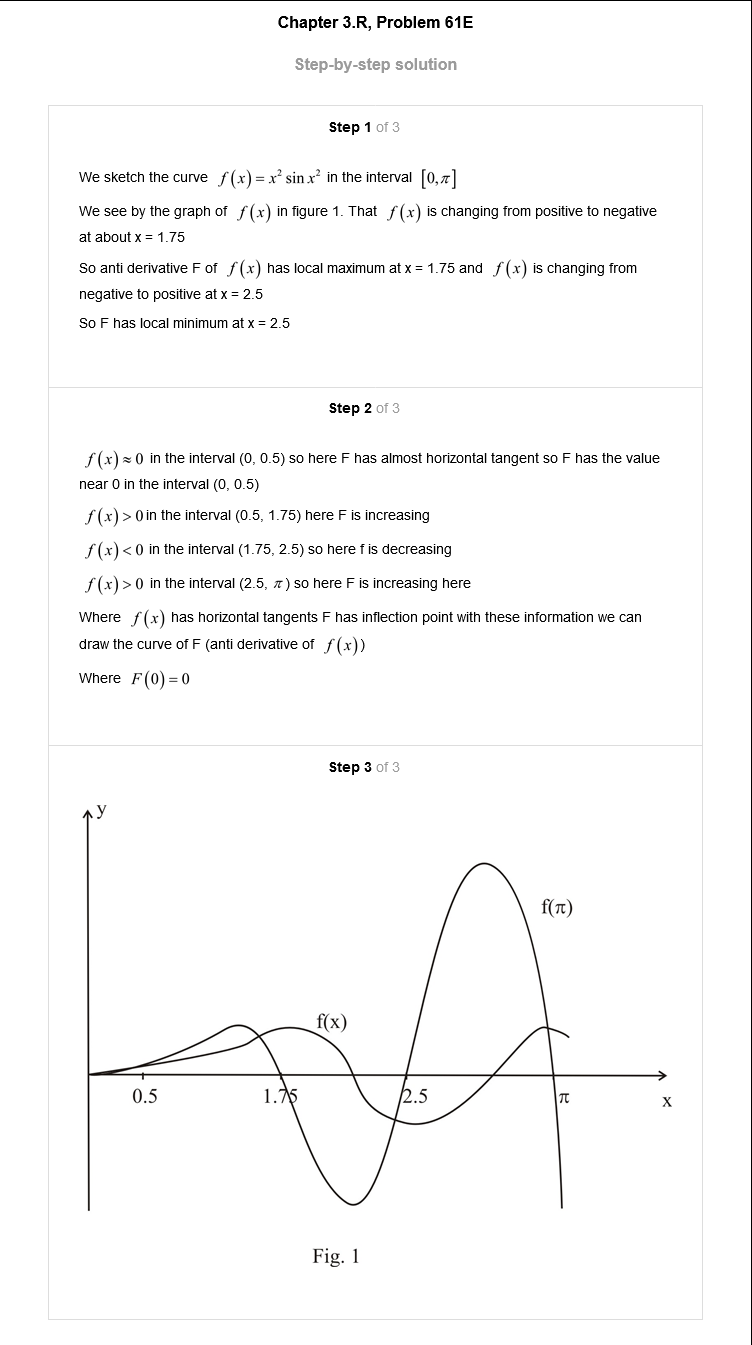 Chapter 3.R, Problem 61E
Step-by-step solution
Step 1 of 3
We sketch the curve f(x) = x² sin x² in the interval [0, π]
We see by the graph of f(x) in figure 1. That f(x) is changing from positive to negative
at about x = 1.75
So anti derivative F of f(x) has local maximum at x = 1.75 and f(x) is changing from
negative to positive at x = 2.5
So F has local minimum at x = 2.5
Step 2 of 3
f(x) ≈ 0 in the interval (0, 0.5) so here F has almost horizontal tangent so F has the value
near 0 in the interval (0, 0.5)
f(x) > 0 in the interval (0.5, 1.75) here F is increasing
f(x) < 0 in the interval (1.75, 2.5) so here f is decreasing
f(x) > 0 in the interval (2.5, π) so here F is increasing here
Where f(x) has horizontal tangents F has inflection point with these information we can
draw the curve of F (anti derivative of f(x))
Where F(0) = 0
Step 3 of 3
y
f(π)
f(x)
0.5 1.75 2.5 π x
Fig. 1